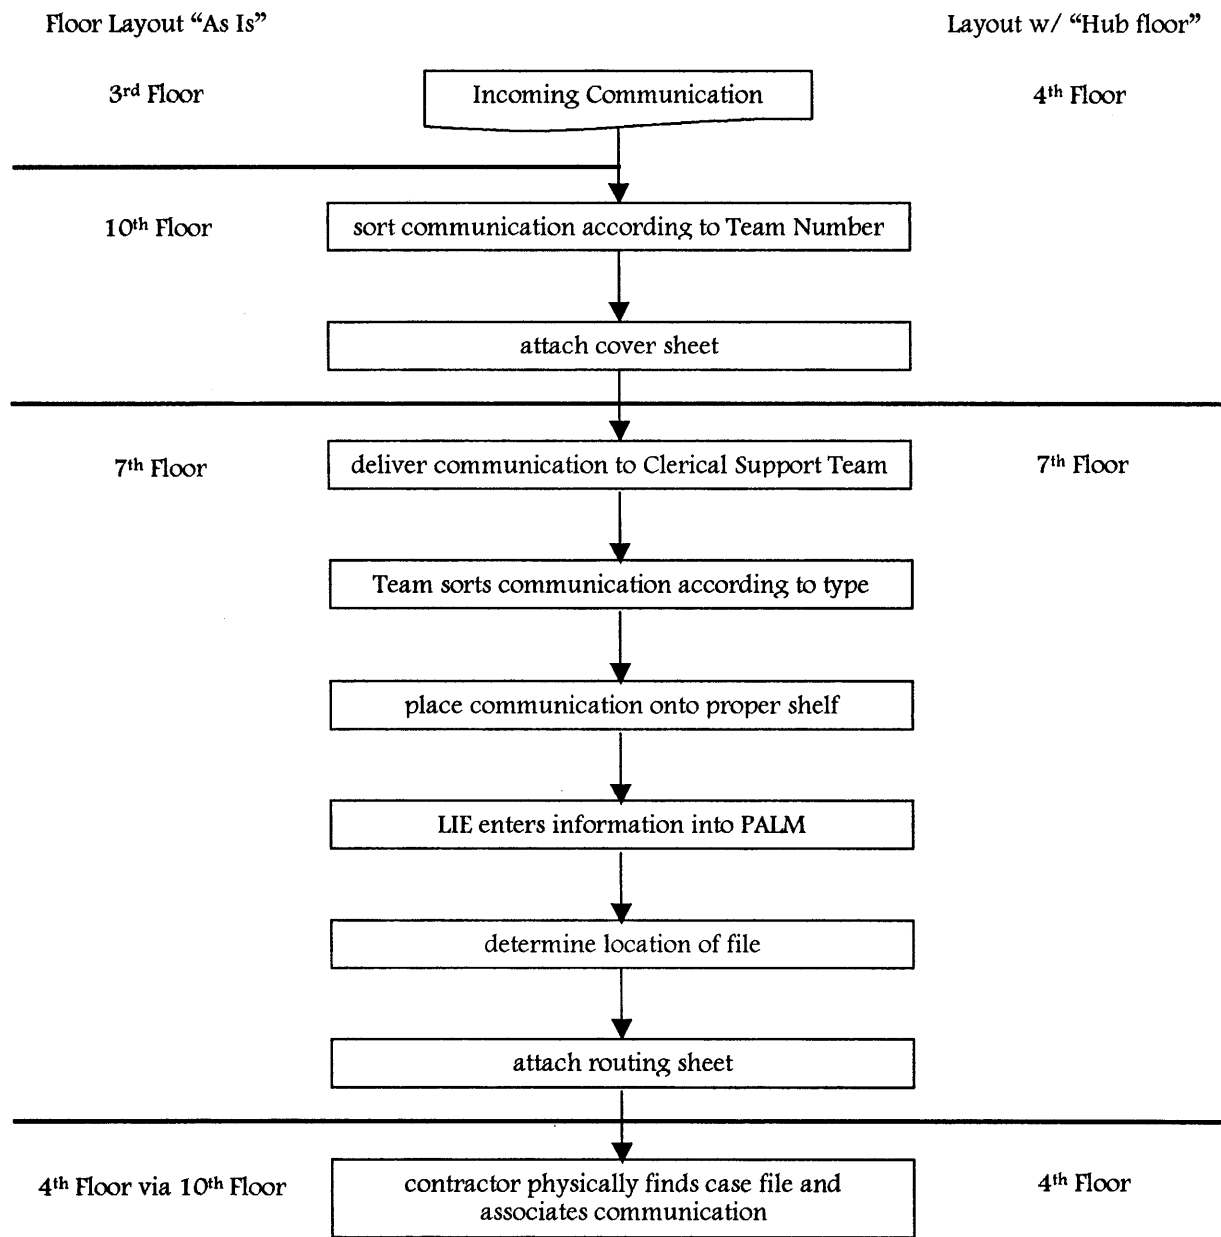 Floor Layout “As Is”
Layout w/ “Hub floor”
3rd Floor
Incoming Communication
4th Floor
10th Floor
sort communication according to Team Number
attach cover sheet
7th Floor
deliver communication to Clerical Support Team
7th Floor
Team sorts communication according to type
place communication onto proper shelf
LIE enters information into PALM
determine location of file
attach routing sheet
4th Floor via 10th Floor
contractor physically finds case file and
associates communication
4th Floor